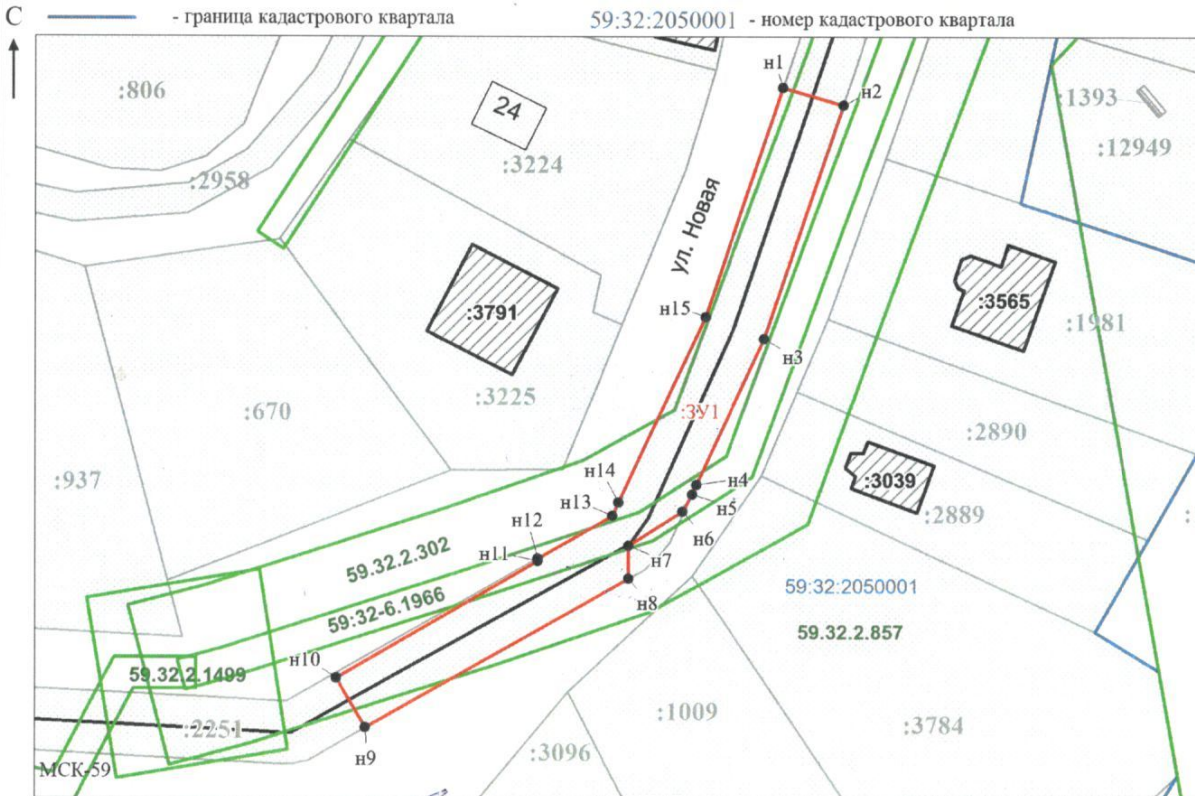 С - граница кадастрового квартала 59:32:2050001 - номер кадастрового квартала
н1
н2
:806
:1393
24
:12949
:3224
:2958
ул. Новая
:3565
:3791
н15
:1981
н3
:3225
:670
:ЗУ1
:2890
:937
:3039
н4
н14
н5
:2889
н13
н6
н12
н7
н11
59.32.2.302
н8
59:32:2050001
59:32-6.1966
59.32.2.857
н10
59.32.2.1499
:2251
:1009
:3784
н9
:3096
МСК-59